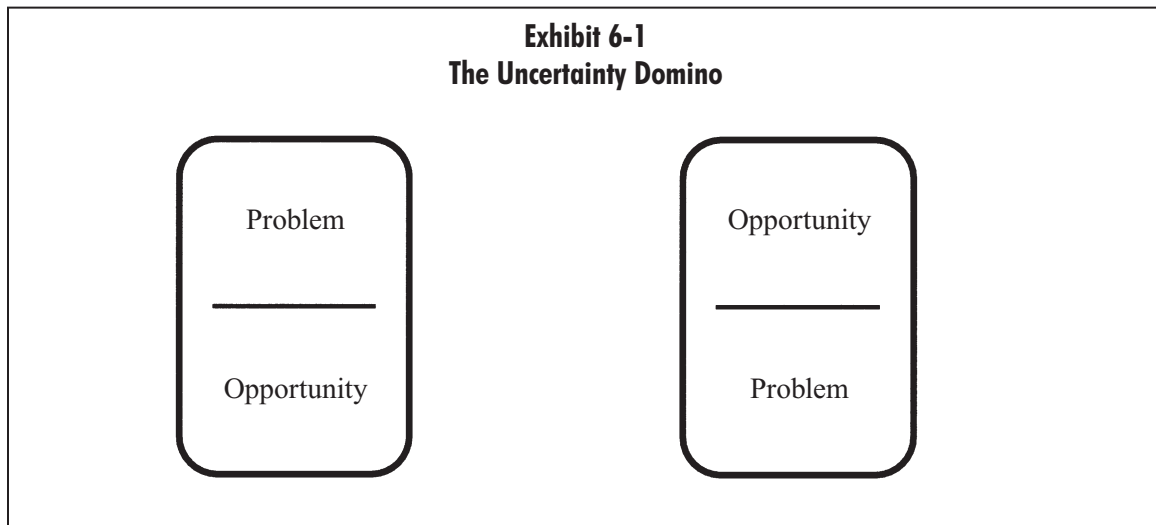 Exhibit 6-1
The Uncertainty Domino
Problem
Opportunity
Opportunity
Problem